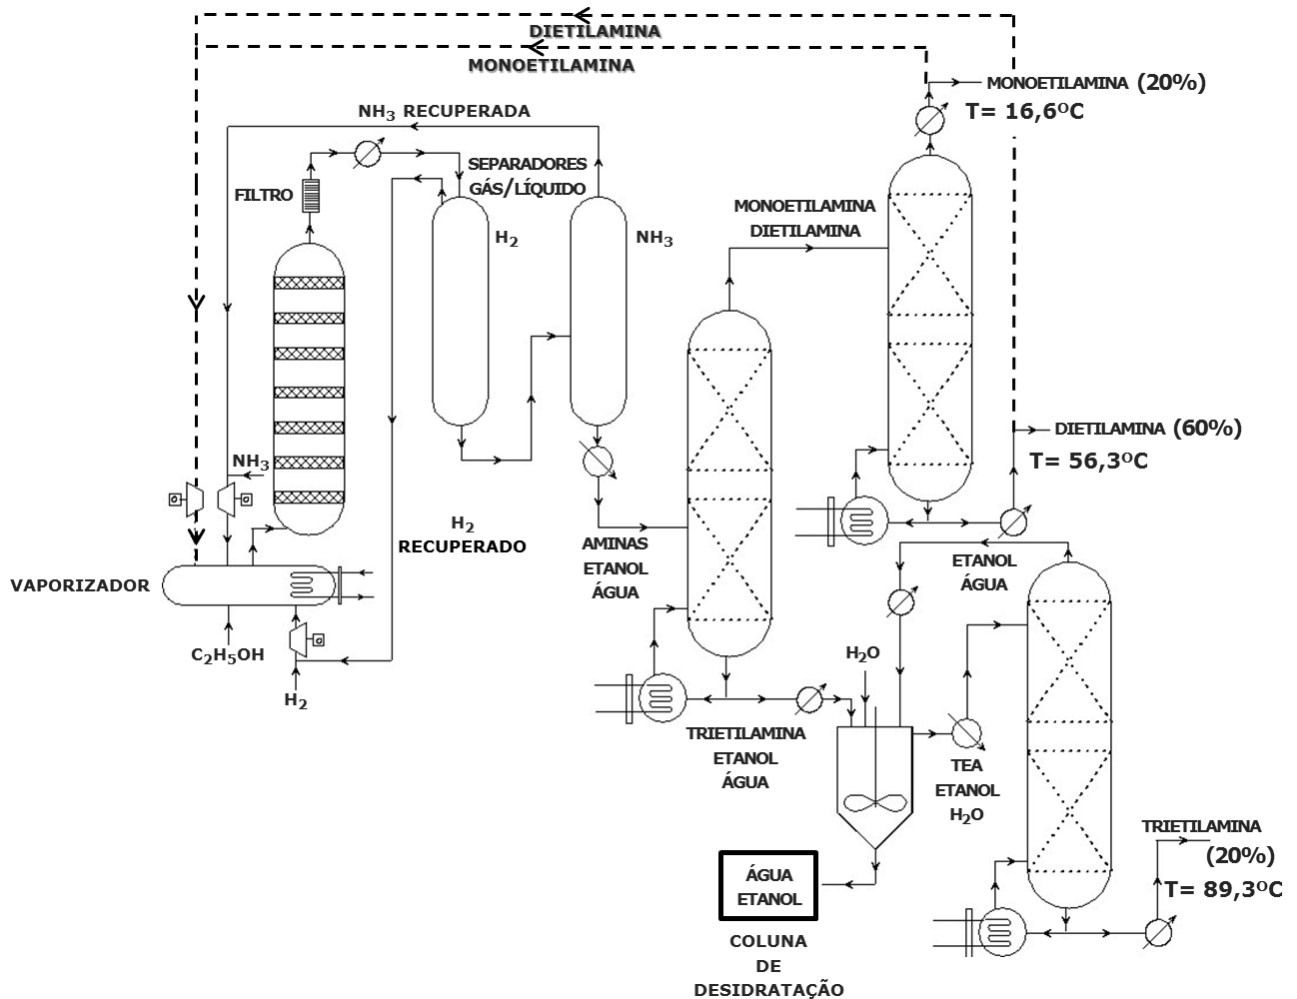 DIETILAMINA
MONOETILAMINA
MONOETILAMINA (20%)
T= 16,6ºC
NH3 RECUPERADA
SEPARADORES
GÁS/LÍQUIDO
FILTRO
H2
NH3
MONOETILAMINA
DIETILAMINA
DIETILAMINA (60%)
T= 56,3ºC
NH3
H2
RECUPERADO
AMINAS
ETANOL
ÁGUA
ETANOL
ÁGUA
VAPORIZADOR
C2H5OH
H2
H2O
TRIETILAMINA
ETANOL
ÁGUA
TEA
ETANOL
H2O
TRIETILAMINA
(20%)
T= 89,3ºC
ÁGUA
ETANOL
COLUNA
DE
DESIDRATAÇÃO